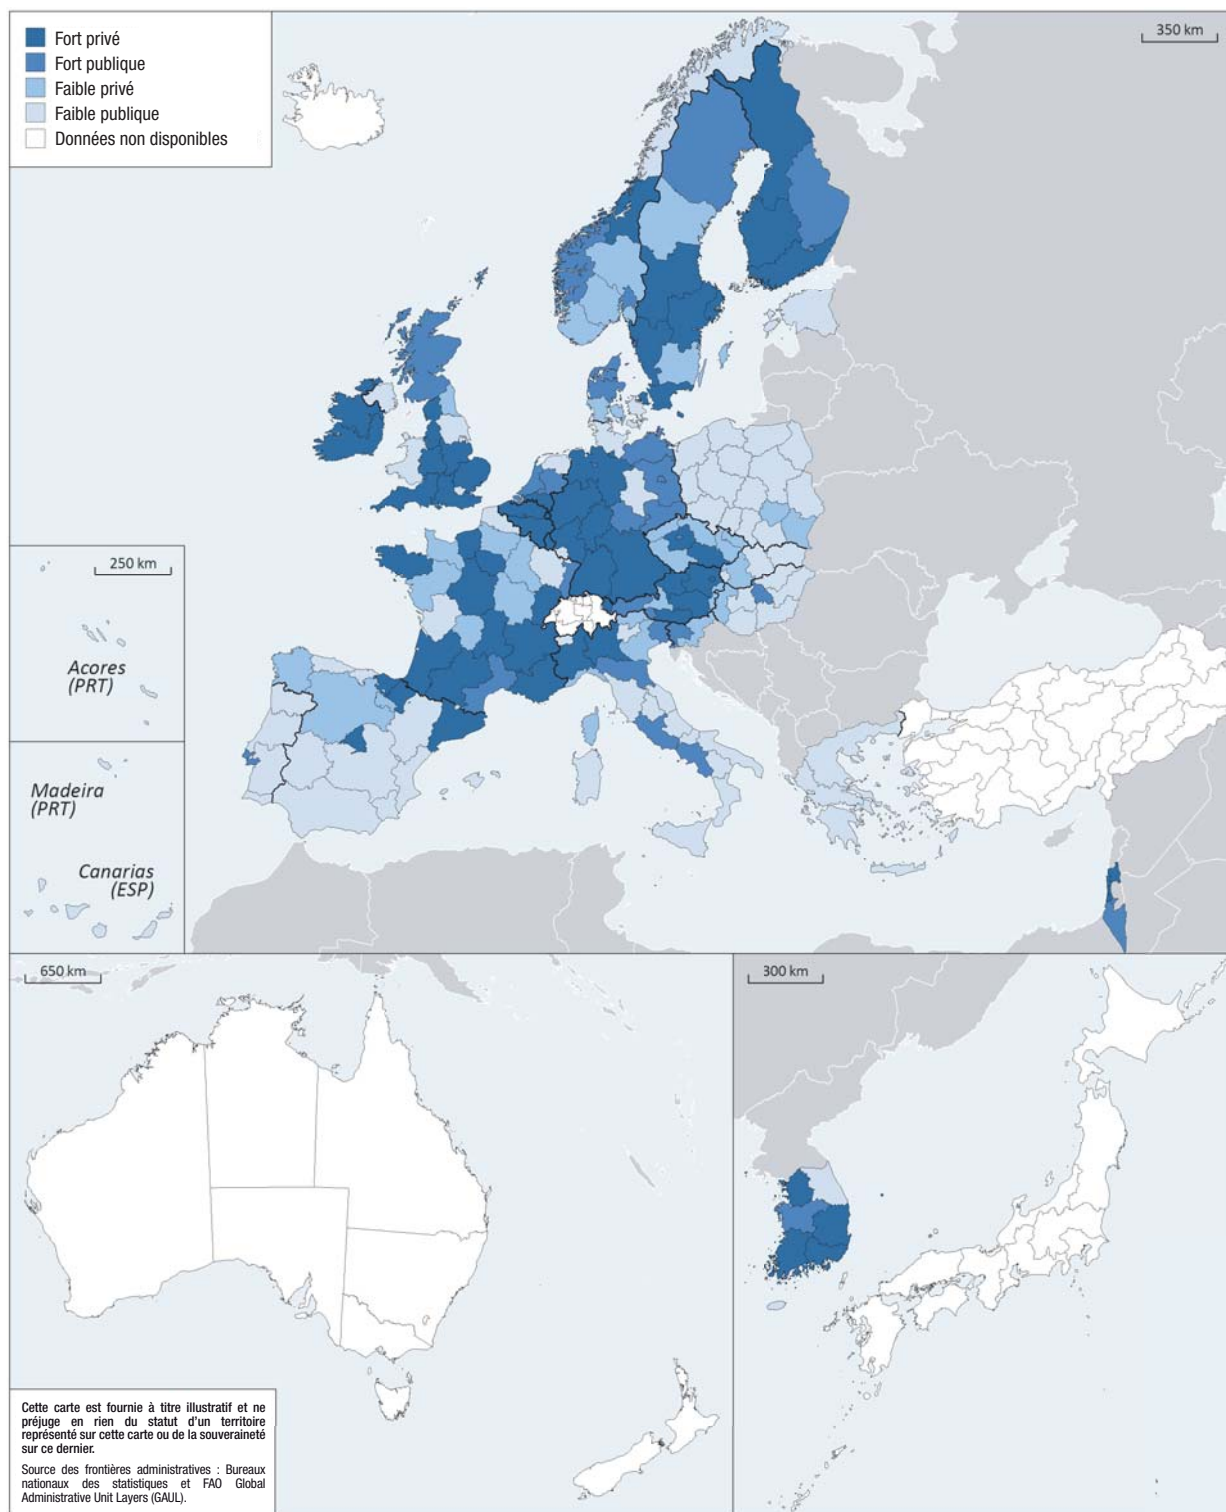 Fort privé
Fort publique
Faible privé
Faible publique
Données non disponibles
350 km
250 km
Acores
(PRT)
Madeira
(PRT)
Canarias
(ESP)
650 km
300 km
Cette carte est fournie à titre illustratif et ne
préjuge en rien du statut d'un territoire
représenté sur cette carte ou de la souveraineté
sur ce dernier.
Source des frontières administratives : Bureaux
nationaux des statistiques et FAO Global
Administrative Unit Layers (GAUL).